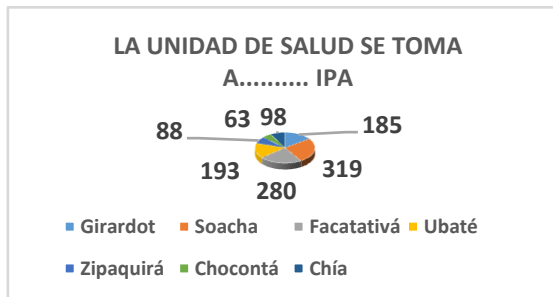 LA UNIDAD DE SALUD SE TOMA
A.......... IPA
63 98
88 185
193 319
280
Girardot Soacha Facatativá Ubaté
Zipaquirá Chocontá Chía